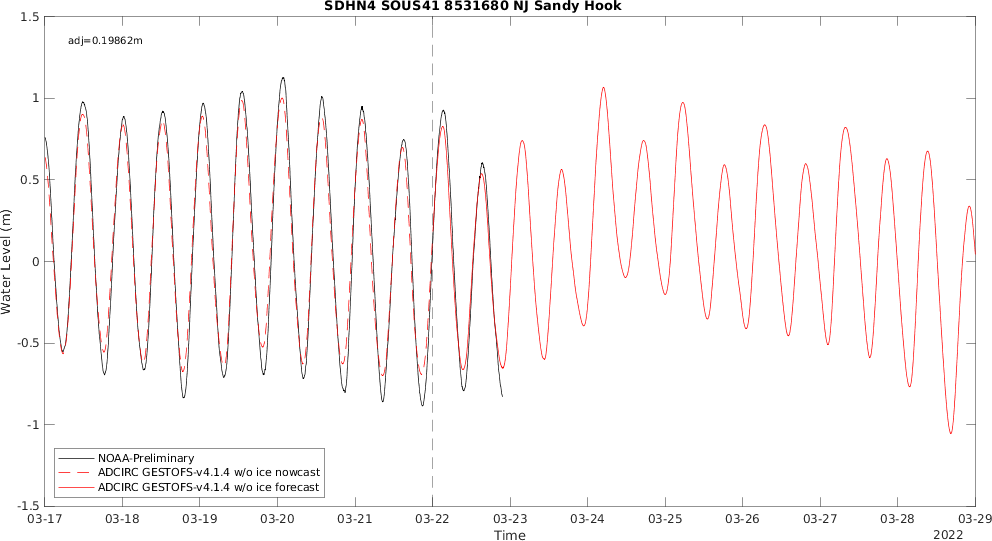 SDHN4 SOUS41 8531680 NJ Sandy Hook
adj=0.19862m
1.5
1
0.5
0
-0.5
-1
-1.5
Water Level (m)
NOAA-Preliminary
ADCIRC GESTOFS-v4.1.4 w/o ice nowcast
ADCIRC GESTOFS-v4.1.4 w/o ice forecast
03-17 03-18 03-19 03-20 03-21 03-22 03-23 03-24 03-25 03-26 03-27 03-28 03-29
Time
2022